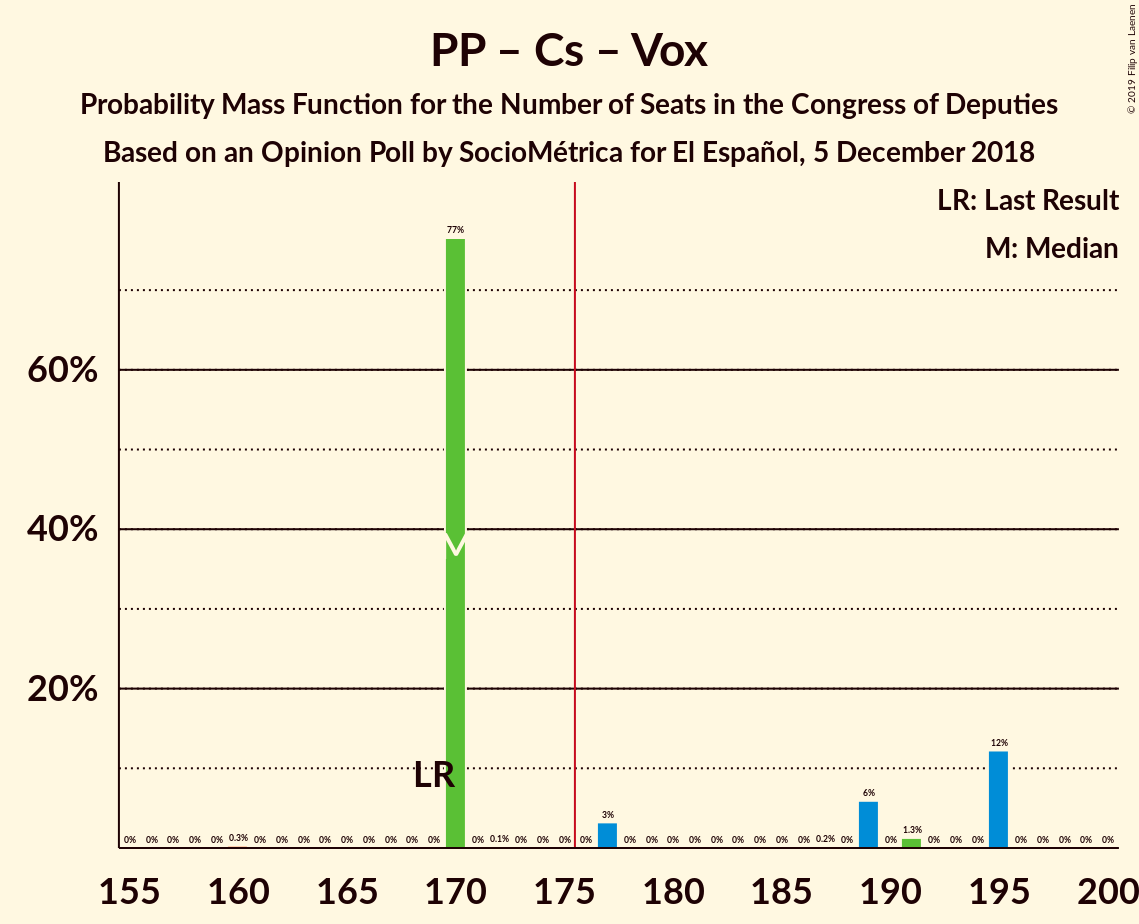 PP – Cs – Vox
Probability Mass Function for the Number of Seats in the Congress of Deputies
Based on an Opinion Poll by SocioMétrica for El Español, 5 December 2018
© 2019 Filip van Laenen
LR: Last Result
M: Median
60%
40%
20%
LR
0% 0% 0% 0% 0% 0.3% 0% 0% 0% 0% 0% 0% 0% 0% 0% 77% 0% 0.1% 0% 0% 0% 0% 3% 0% 0% 0% 0% 0% 0% 0% 0% 0% 0.2% 0% 6% 0% 1.3% 0% 0% 0% 12% 0% 0% 0% 0% 0%
155 160 165 170 175 180 185 190 195 200